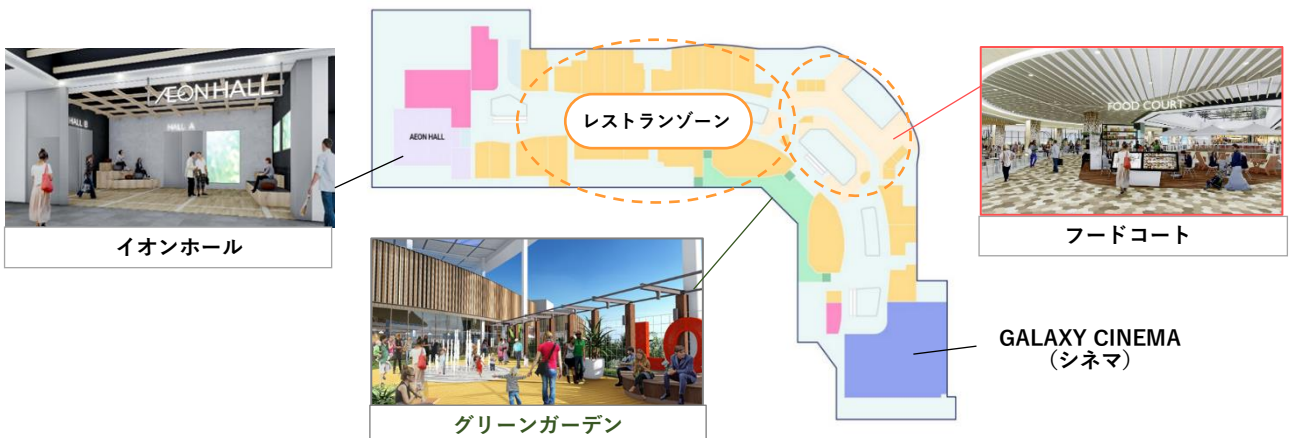 ÆON HALL
HALL B
HALL A
イオンホール
AEON HALL
レストランゾーン
FOOD COURT
フードコート
LO
グリーンガーデン
GALAXY CINEMA
(シネマ)